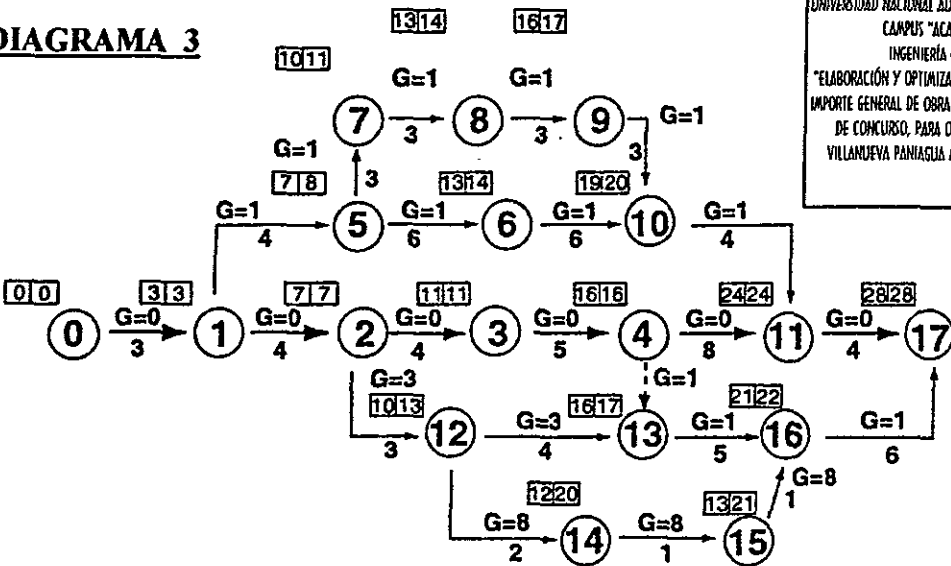 DIAGRAMA 3
UNIVERSIDAD NACIONAL
CAMPUS "ACA
INGENIERÍA
"ELABORACIÓN Y OPTIMIZA
IMPORTE GENERAL DE OBRA
DE CONCURSO, PARA
VILLANUEVA PANIAGUA
13 14
16 17
10 11
G=1
G=1
7
3
8
3
9
G=1
3
G=1
3
7 8
13 14
19 20
G=1
4
5
G=1
6
6
G=1
6
10
G=1
4
0 0
3 3
7 7
11 11
16 16
24 24
28 28
0
G=0
3
1
G=0
4
2
G=0
4
3
G=0
5
4
G=0
8
11
G=0
4
17
G=3
3
G=1
10 13
16 17
21 22
12
G=3
4
13
G=1
5
16
G=1
6
12 20
13 21
G=8
1
G=8
2
14
G=8
1
15